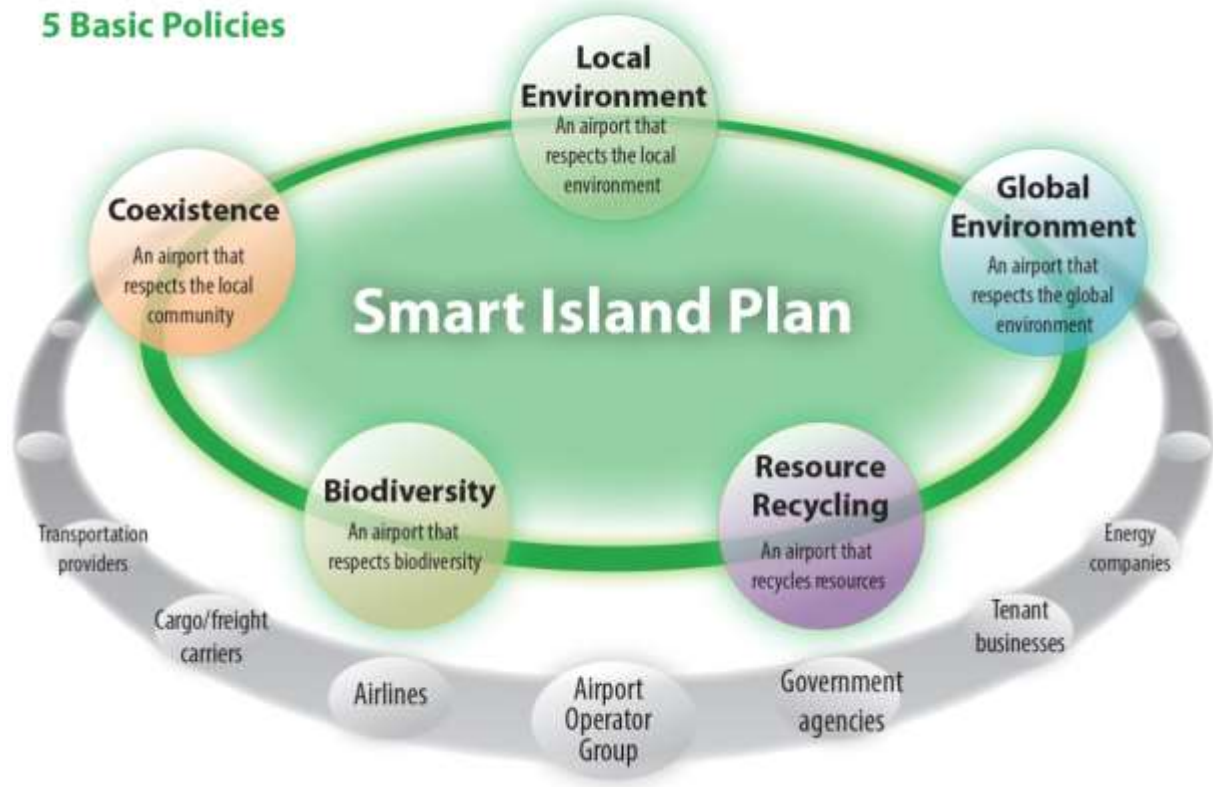 5 Basic Policies
Local
Environment
An airport that
respects the local
environment
Coexistence
An airport that
respects the local
community
Global
Environment
An airport that
respects the global
environment
Smart Island Plan
Biodiversity
An airport that
respects biodiversity
Resource
Recycling
An airport that
recycles resources
Transportation
providers
Cargo/freight
carriers
Airlines
Airport
Operator
Group
Government
agencies
Tenant
businesses
Energy
companies